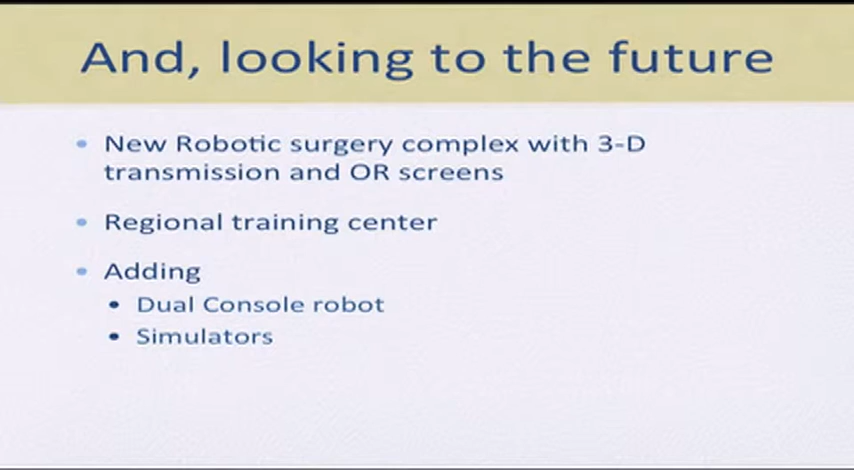 And, looking to the future
• New Robotic surgery complex with 3-D
transmission and OR screens
• Regional training center
• Adding
• Dual Console robot
• Simulators